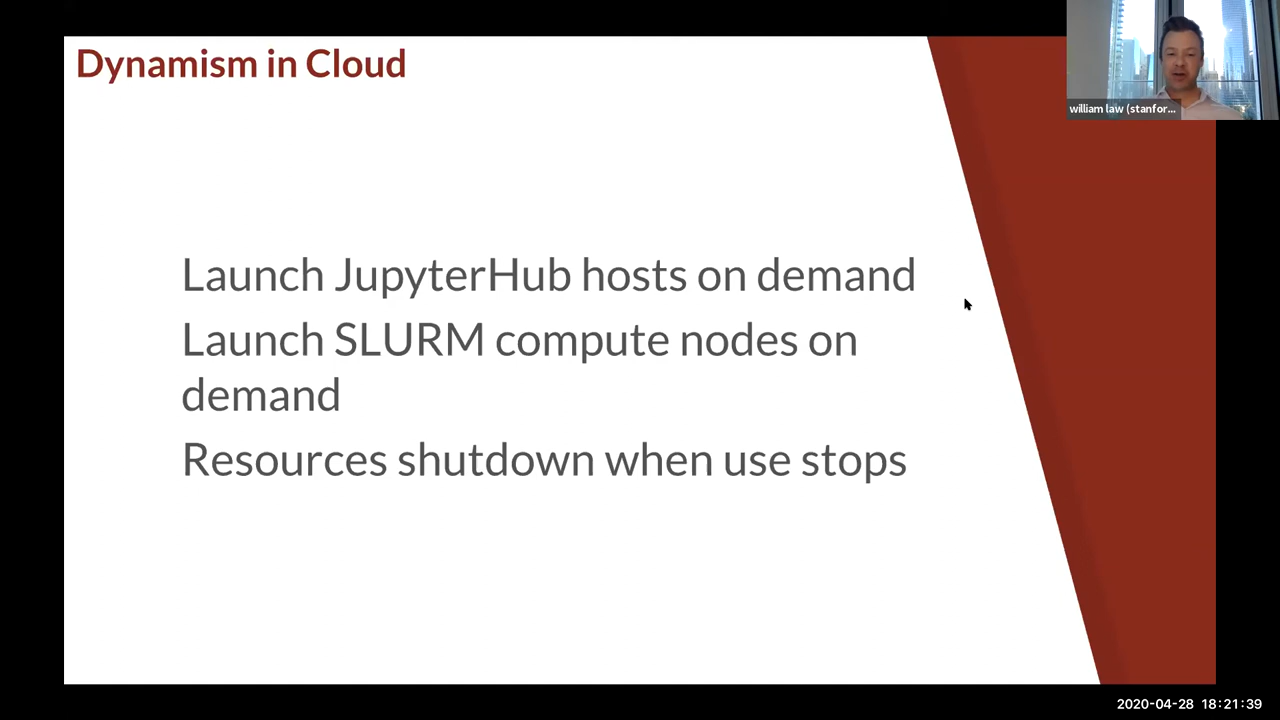 Dynamism in Cloud
william law (stanfor...
Launch JupyterHub hosts on demand
Launch SLURM compute nodes on
demand
Resources shutdown when use stops
2020-04-28 18:21:39